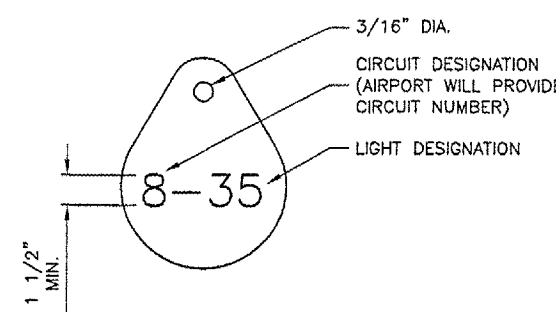 3/16" DIA.
CIRCUIT DESIGNATION
(AIRPORT WILL PROVIDE
CIRCUIT NUMBER)
LIGHT DESIGNATION
8-35
1 1/2"
MIN.